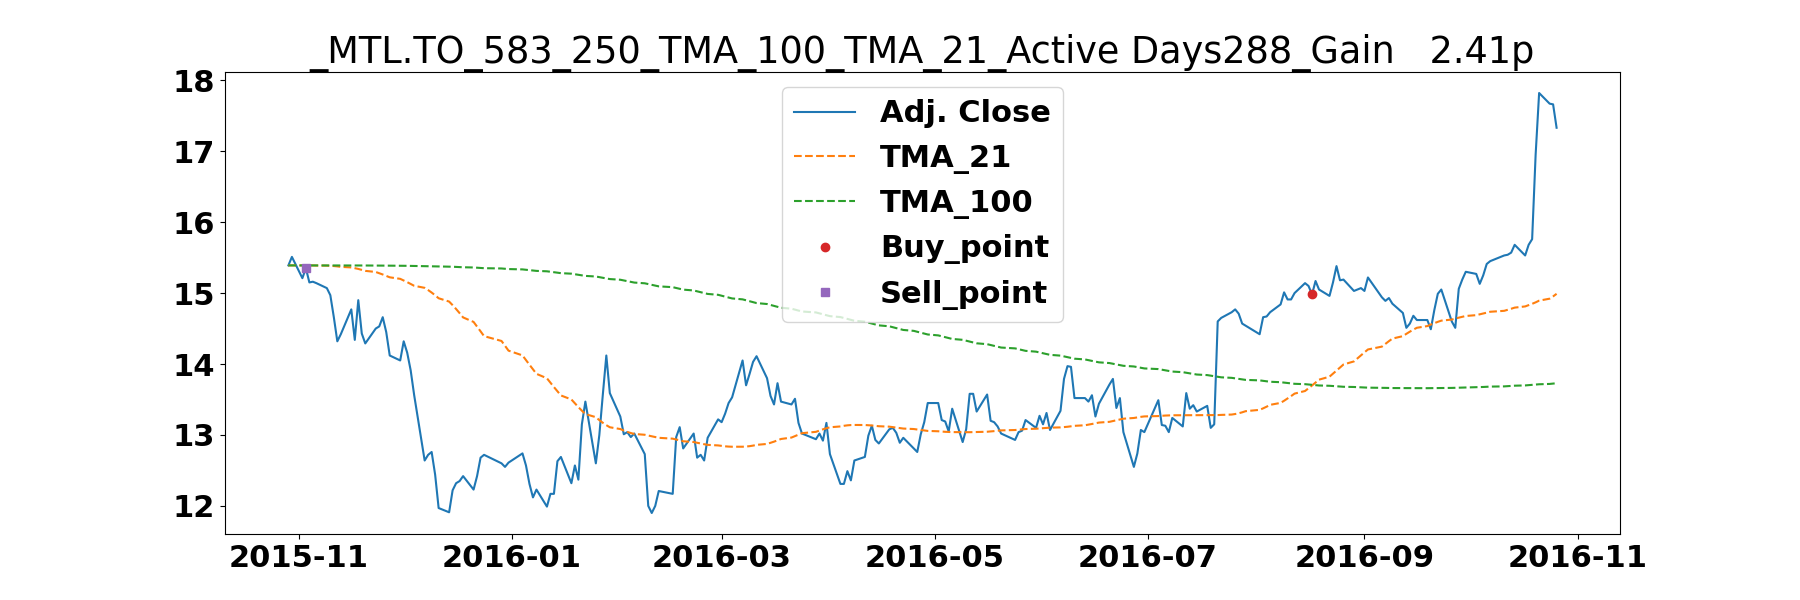 _MTL.TO_583_250_TMA_100_TMA_21_Active Days288_Gain   2.41p
18
17
16
15
14
13
12
Adj. Close
TMA_21
TMA_100
Buy_point
Sell_point
2015-11 2016-01 2016-03 2016-05 2016-07 2016-09 2016-11